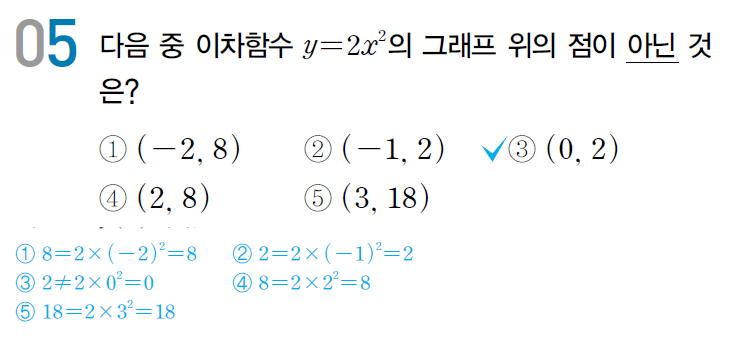 05 다음 중 이차함수 y=2x²의 그래프 위의 점이 아닌 것
은?
① (−2, 8) ② (−1, 2) ✓③ (0, 2)
④ (2, 8) ⑤ (3, 18)
① 8=2×(−2)²=8 ② 2=2×(−1)²=2
③ 2≠2×0²=0 ④ 8=2×2²=8
⑤ 18=2×3²=18